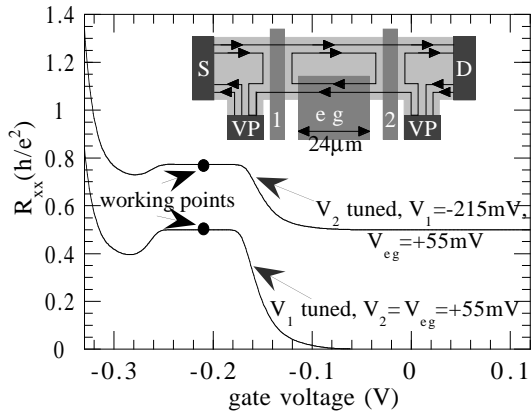 1.4
1.2
1
0.8
0.6
0.4
0.2
0
R_xx(h/e²)
S
D
VP
1
e g
2
VP
24µm
working points
V_2 tuned, V_1=-215mV,
V_eg=+55mV
V_1 tuned, V_2=V_eg=+55mV
-0.3
-0.2
-0.1
0
0.1
gate voltage (V)